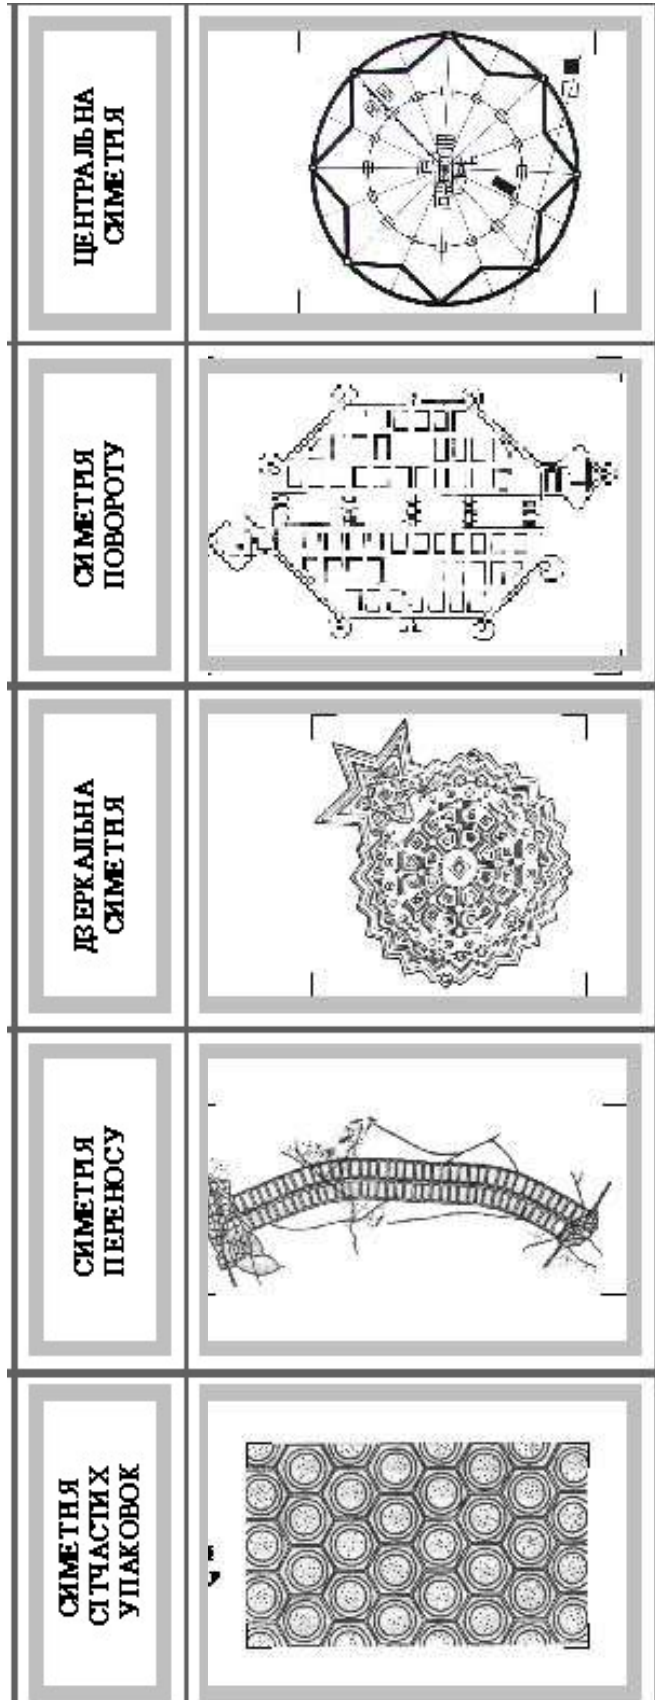 СИМЕТРІЯ
СІТЧАСТИХ
УПАКОВОК
СИМЕТРІЯ
ПЕРЕНОСУ
ДЗЕРКАЛЬНА
СИМЕТРІЯ
СИМЕТРІЯ
ПОВОРОТУ
ЦЕНТРАЛЬНА
СИМЕТРІЯ